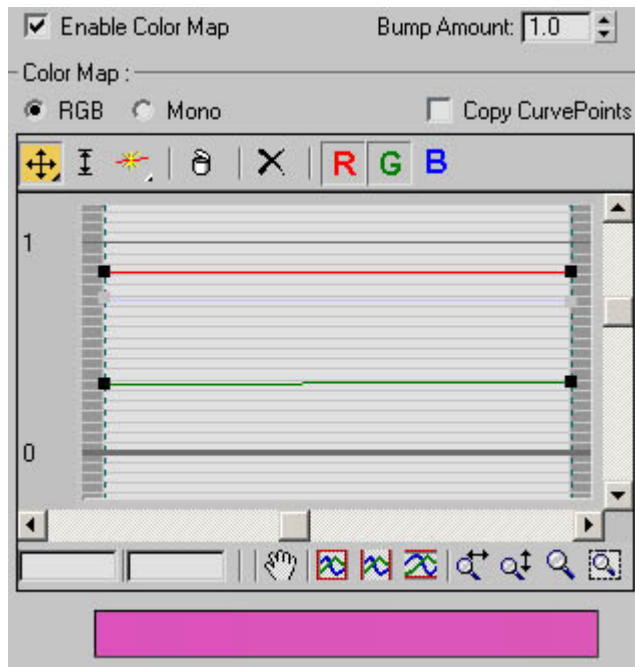 Enable Color Map Bump Amount: 1.0
Color Map :
RGB Mono Copy CurvePoints
R G B
1
0